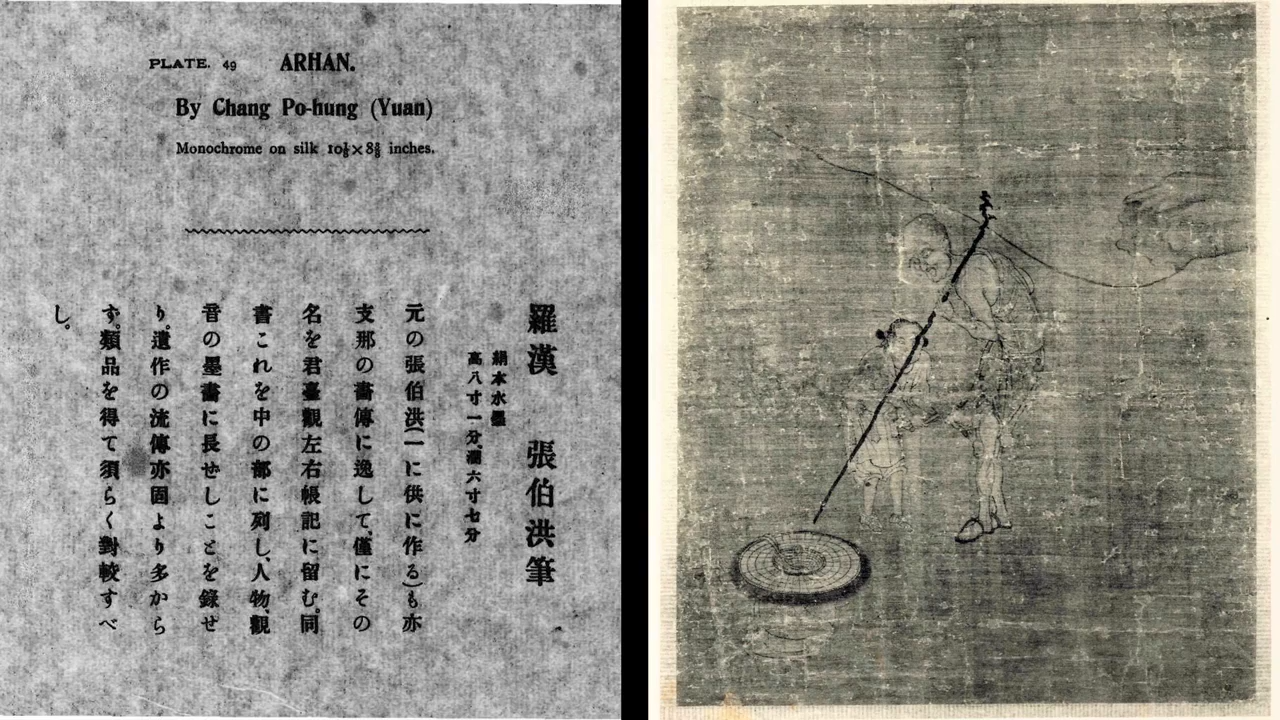 PLATE. 49 ARHÁN.
By Chang Po-hung (Yuan)
Monochrome on silk 10⅛×8⅜ inches.
羅漢 張伯洪筆
絹本水墨
高八寸一分、濶六寸七分
元の張伯洪(一に供に作る)も亦
支那の畫傳に逸して、僅にその
名を君臺觀左右帳記に留む。同
書これを中の部に列し、人物、觀
音の墨畫に長せしことを錄せ
り。遺作の流傳亦固より多から
ず。類品を得て須らく對較すべ
し。